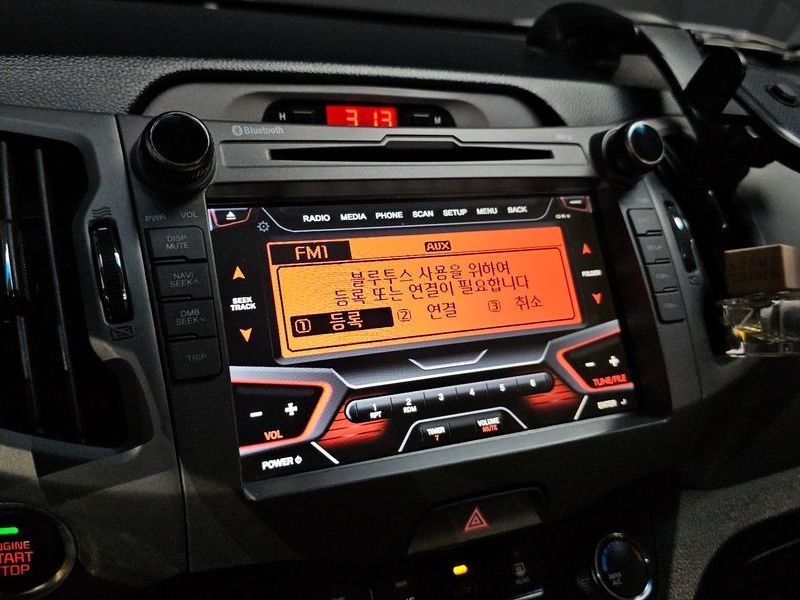 H 3 13 M
Bluetooth
PWR VOL
DISP
MUTE
NAVI
SEEK ^
DMB
SEEK v
TRIP
RADIO MEDIA PHONE SCAN SETUP MENU BACK
FM1 AUX
블루투스 사용을 위하여
등록 또는 연결이 필요합니다
① 등록 ② 연결 ③ 취소
SEEK
TRACK
FOLDER
- + VOL
POWER
1 2 3 4 5 6
RPT RDM
TIMER
7
VOLUME
MUTE
- + TUNE/FILE
ENTER
ENGINE
START
STOP